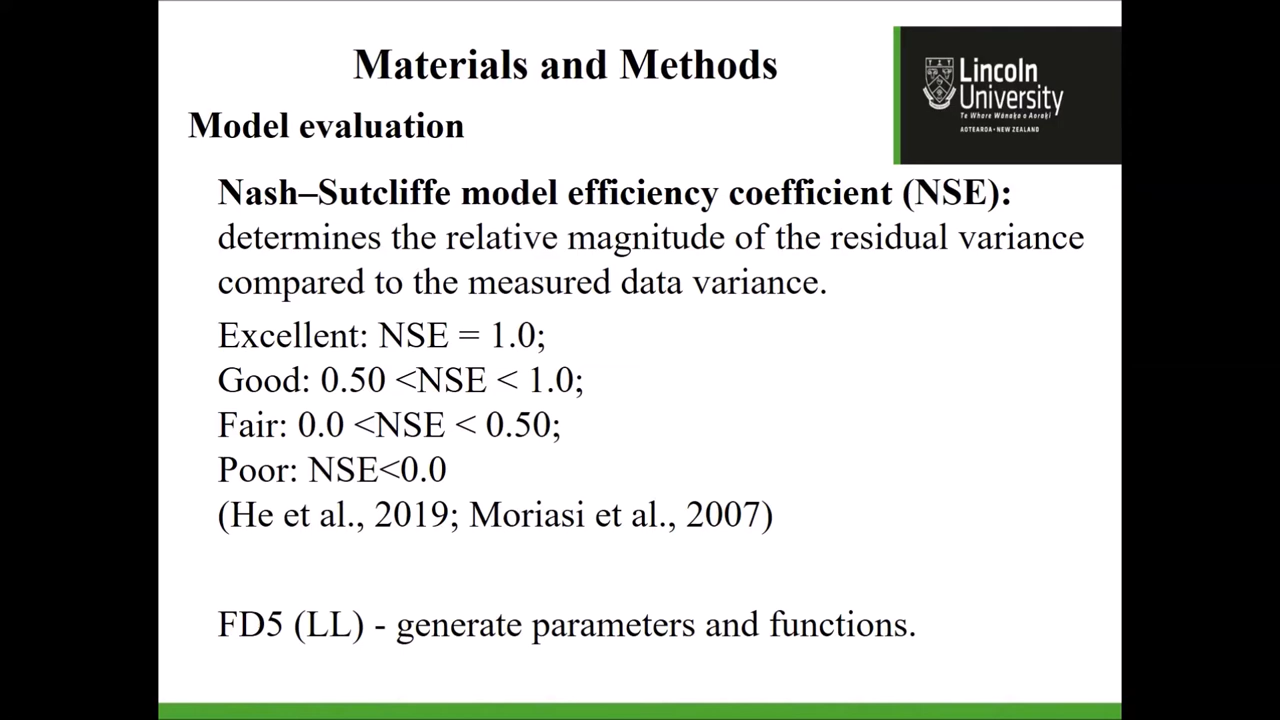 Materials and Methods
Lincoln
University
Te Whare Wānaka o Aoraki
AOTEAROA • NEW ZEALAND
Model evaluation
Nash–Sutcliffe model efficiency coefficient (NSE):
determines the relative magnitude of the residual variance
compared to the measured data variance.
Excellent: NSE = 1.0;
Good: 0.50 <NSE < 1.0;
Fair: 0.0 <NSE < 0.50;
Poor: NSE<0.0
(He et al., 2019; Moriasi et al., 2007)
FD5 (LL) - generate parameters and functions.